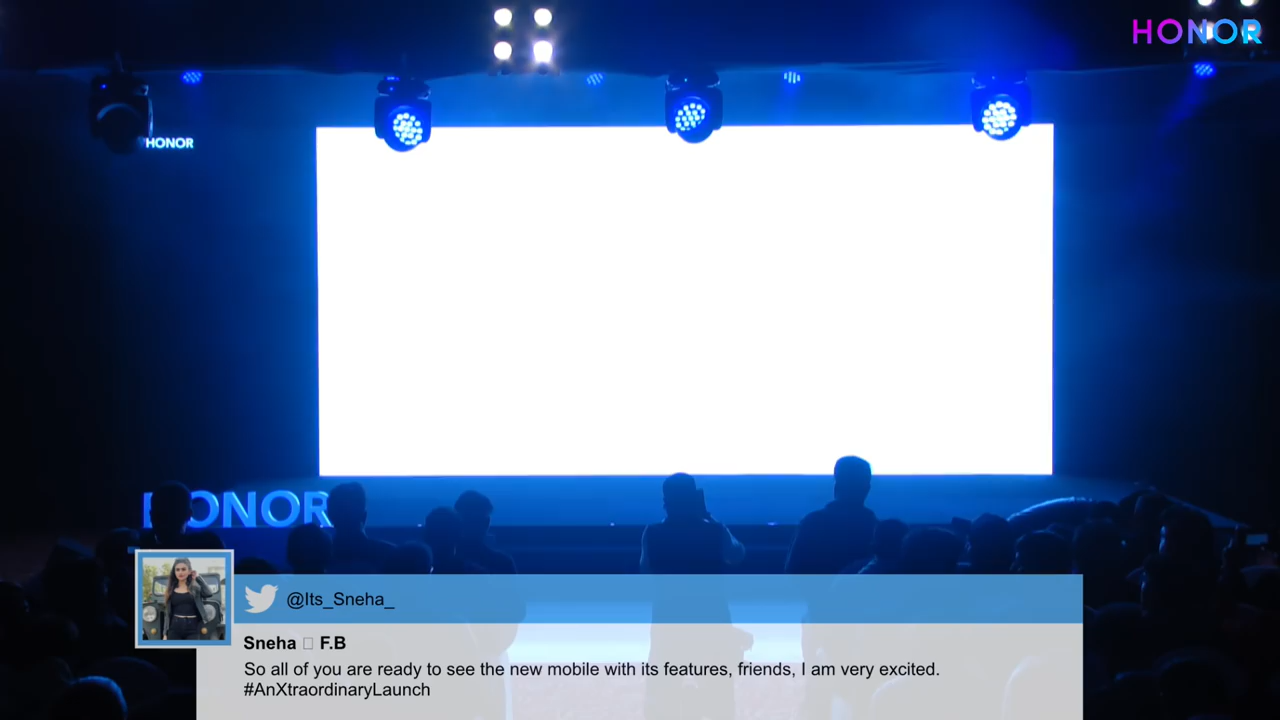 HONOR
HONOR
HONOR
@Its_Sneha_
Sneha F.B
So all of you are ready to see the new mobile with its features, friends, I am very excited.
#AnXtraordinaryLaunch